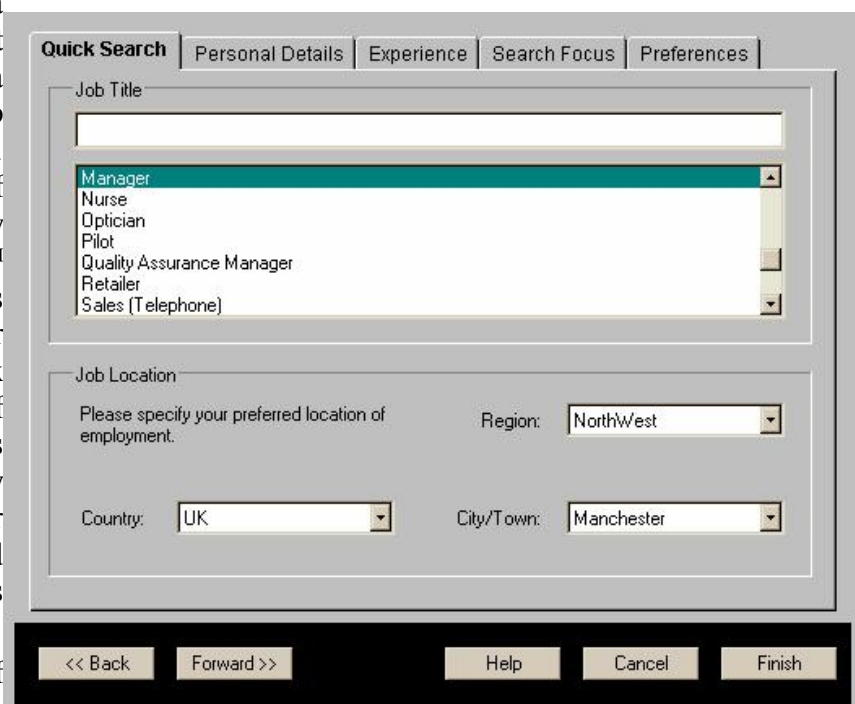 Quick Search Personal Details Experience Search Focus Preferences
Job Title
Manager
Nurse
Optician
Pilot
Quality Assurance Manager
Retailer
Sales (Telephone)
Job Location
Please specify your preferred location of
employment.
Region: NorthWest
Country: UK
City/Town: Manchester
<< Back Forward >> Help Cancel Finish